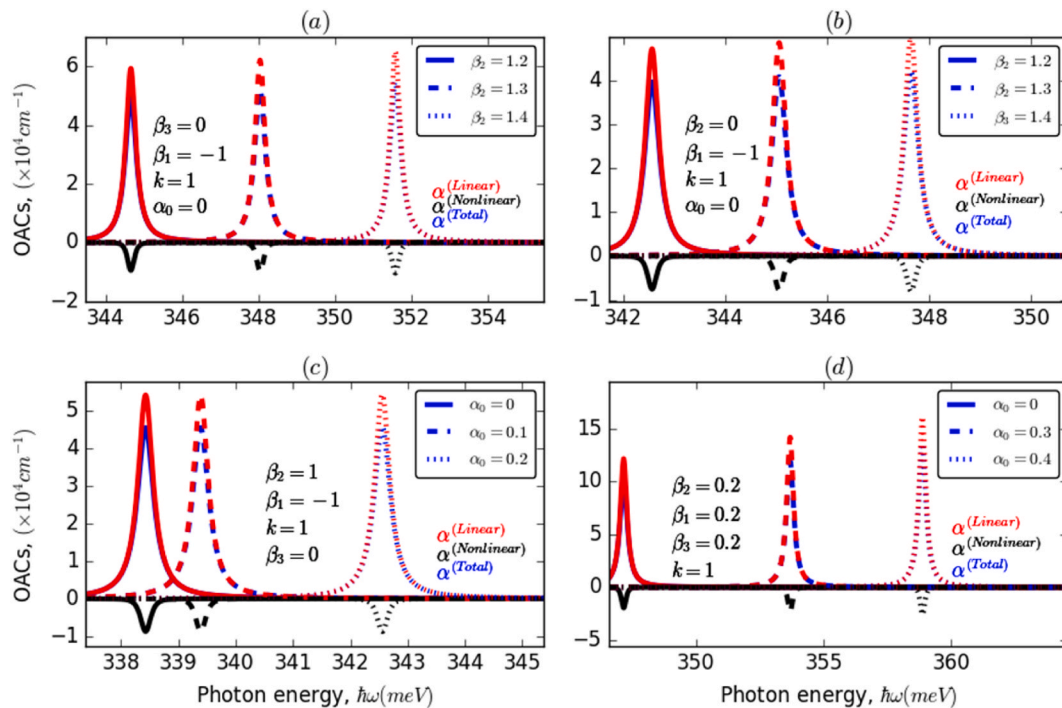 (a)
OACs, (×10⁴cm⁻¹)
6
4
2
0
−2
β₂ = 1.2
β₂ = 1.3
β₂ = 1.4
β₃ = 0
β₁ = −1
k = 1
α₀ = 0
α^(Linear)
α^(Nonlinear)
α^(Total)
344 346 348 350 352 354
(b)
4
3
2
1
0
−1
β₂ = 1.2
β₂ = 1.3
β₃ = 1.4
β₂ = 0
β₁ = −1
k = 1
α₀ = 0
α^(Linear)
α^(Nonlinear)
α^(Total)
342 344 346 348 350
(c)
OACs, (×10⁴cm⁻¹)
5
4
3
2
1
0
−1
α₀ = 0
α₀ = 0.1
α₀ = 0.2
β₂ = 1
β₁ = −1
k = 1
β₃ = 0
α^(Linear)
α^(Nonlinear)
α^(Total)
338 339 340 341 342 343 344 345
Photon energy, ℏω(meV)
(d)
15
10
5
0
−5
α₀ = 0
α₀ = 0.3
α₀ = 0.4
β₂ = 0.2
β₁ = 0.2
β₃ = 0.2
k = 1
α^(Linear)
α^(Nonlinear)
α^(Total)
350 355 360
Photon energy, ℏω(meV)